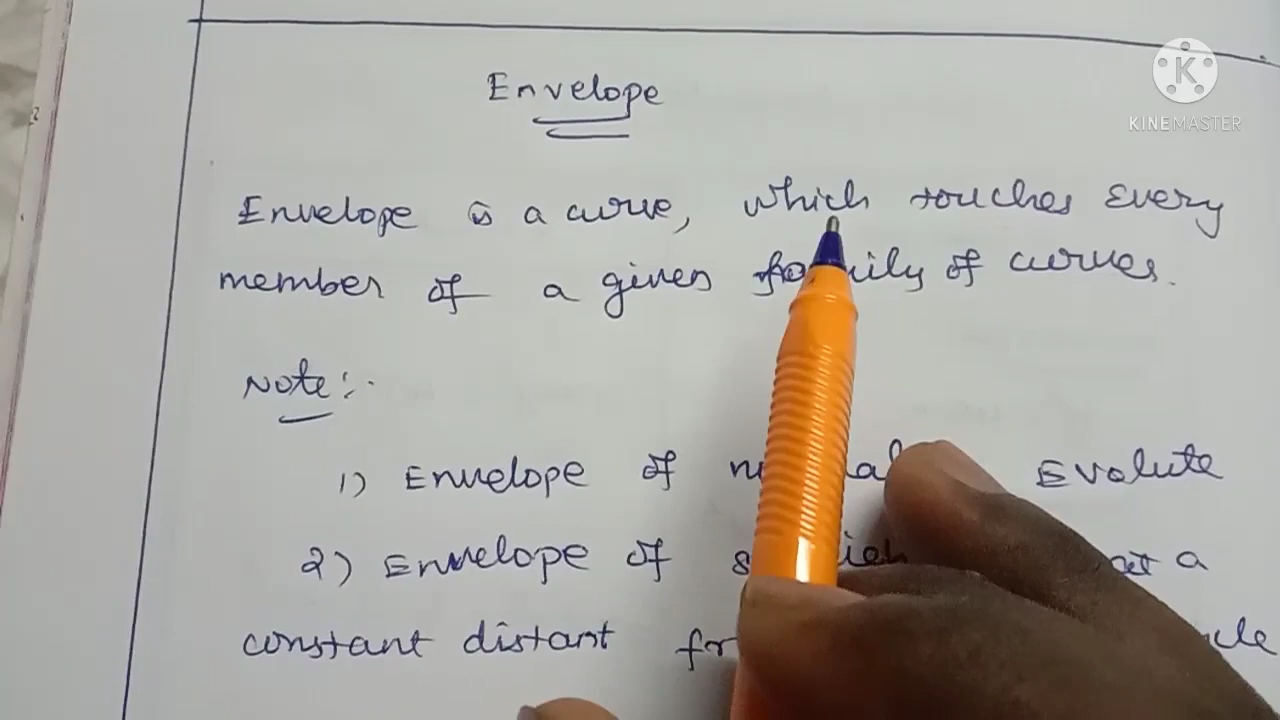 Envelope
KINEMASTER
Envelope is a curve, which touches every
member of a given family of curves.
Note:-
1) Envelope of Evolute
2) Envelope of at a
constant distant